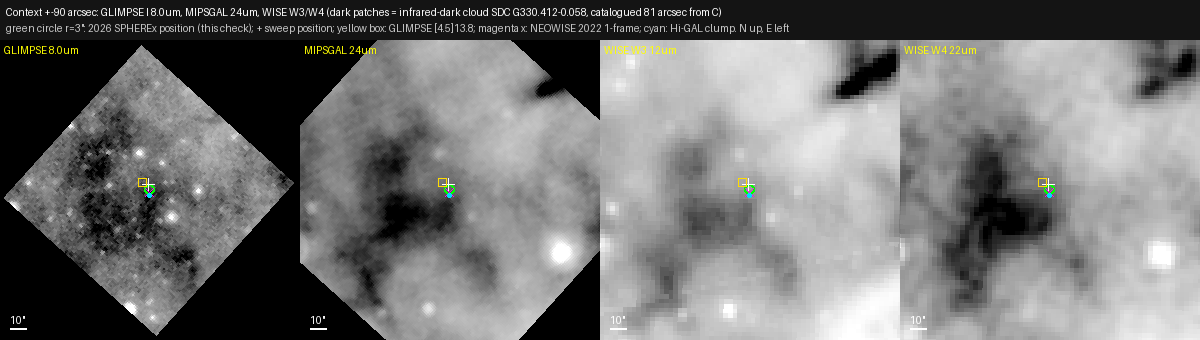 Context +-90 arcsec: GLIMPSE I 8.0um, MIPSGAL 24um, WISE W3/W4 (dark patches = infrared-dark cloud SDC G330.412-0.058, catalogued 81 arcsec from C)
green circle r=3": 2026 SPHEREx position (this check); + sweep position; yellow box: GLIMPSE [4.5]13.8; magenta x: NEOWISE 2022 1-frame; cyan: Hi-GAL clump. N up, E left
GLIMPSE 8.0um MIPSGAL 24um WISE W3 12um WISE W4 22um
10" 10" 10" 10"